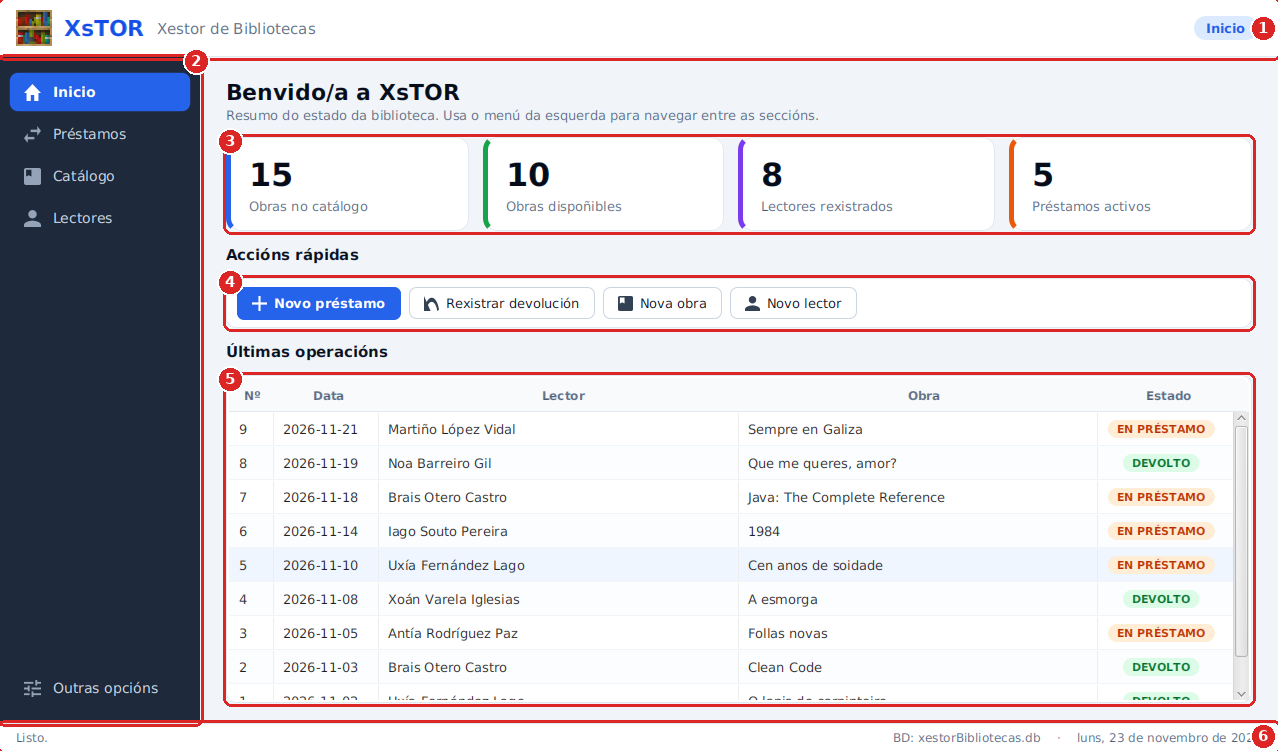 XsTOR Xestor de Bibliotecas Inicio 1
2
Inicio
Préstamos
Catálogo
Lectores
Outras opcións
Benvido/a a XsTOR
Resumo do estado da biblioteca. Usa o menú da esquerda para navegar entre as seccións.
3
15 10 8 5
Obras no catálogo Obras dispoñibles Lectores rexistrados Préstamos activos
Accións rápidas
4
Novo préstamo Rexistrar devolución Nova obra Novo lector
Últimas operacións
5
Nº Data Lector Obra Estado
9 2026-11-21 Martiño López Vidal Sempre en Galiza EN PRÉSTAMO
8 2026-11-19 Noa Barreiro Gil Que me queres, amor? DEVOLTO
7 2026-11-18 Brais Otero Castro Java: The Complete Reference EN PRÉSTAMO
6 2026-11-14 Iago Souto Pereira 1984 EN PRÉSTAMO
5 2026-11-10 Uxía Fernández Lago Cen anos de soidade EN PRÉSTAMO
4 2026-11-08 Xoán Varela Iglesias A esmorga DEVOLTO
3 2026-11-05 Antía Rodríguez Paz Follas novas EN PRÉSTAMO
2 2026-11-03 Brais Otero Castro Clean Code DEVOLTO
Uxía Fernández Lago DEVOLTO
Listo. BD: xestorBibliotecas.db · luns, 23 de novembro de 202 6